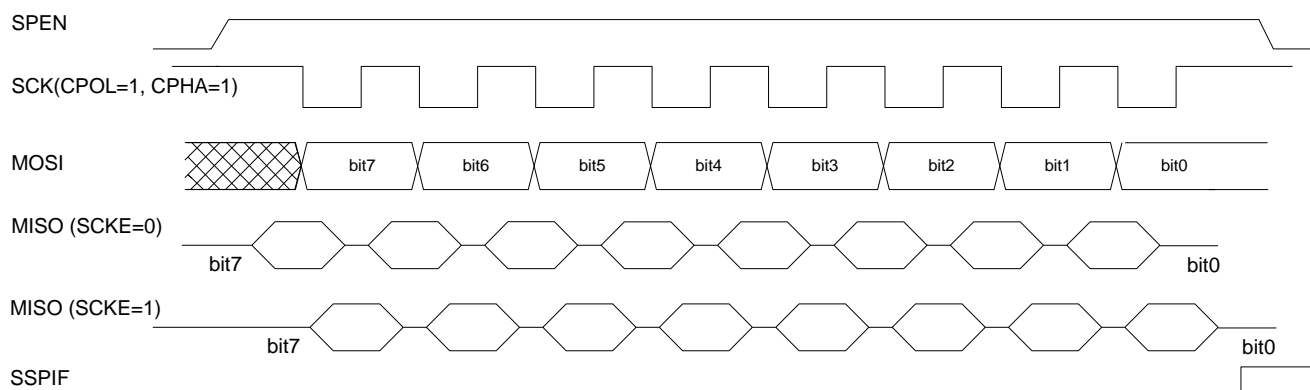 SPEN
SCK(CPOL=1, CPHA=1)
MOSI
bit7 bit6 bit5 bit4 bit3 bit2 bit1 bit0
MISO (SCKE=0)
bit7 bit0
MISO (SCKE=1)
bit7 bit0
SSPIF